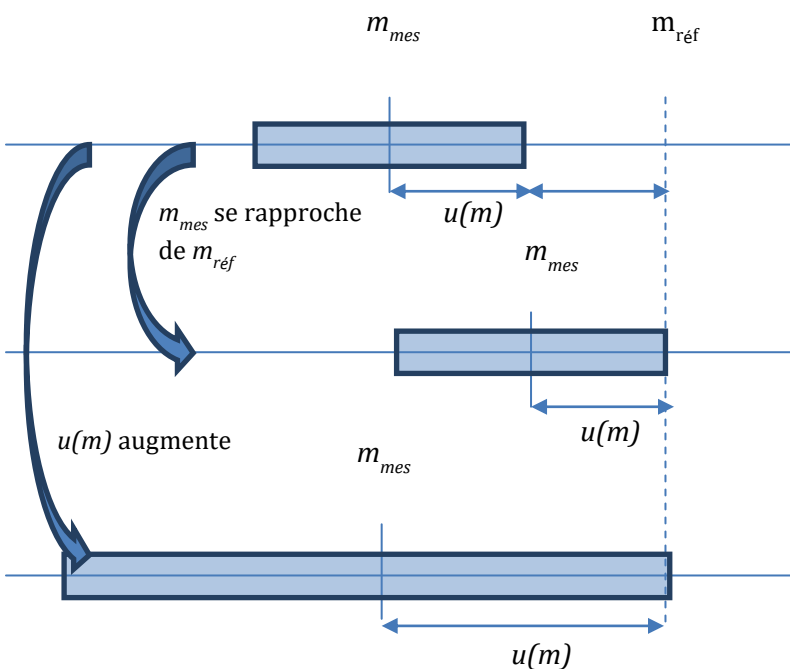 m_mes
m_réf
u(m)
m_mes se rapproche
de m_réf
m_mes
u(m)
u(m) augmente
m_mes
u(m)